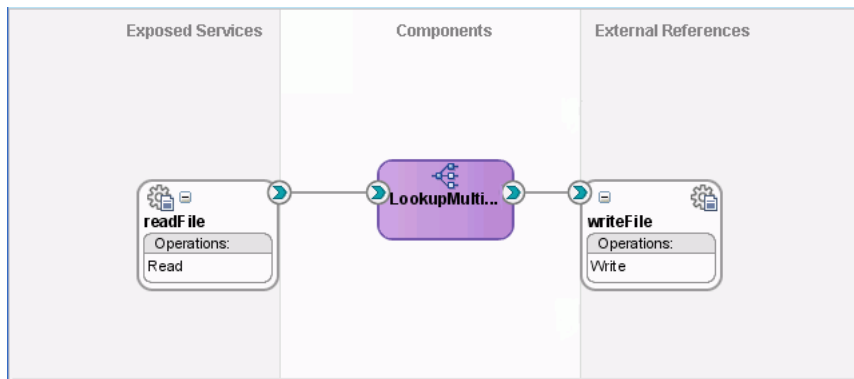 Exposed Services
Components
External References
readFile
Operations:
Read
LookupMulti...
writeFile
Operations:
Write